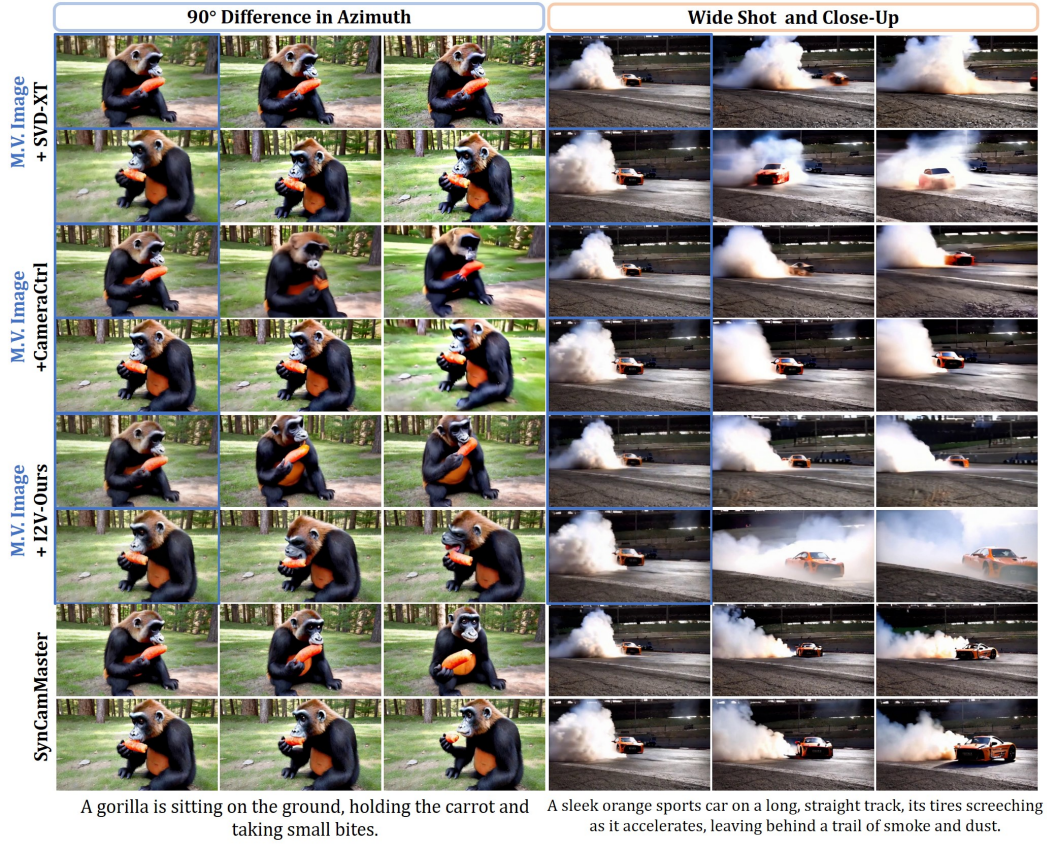 90° Difference in Azimuth
Wide Shot and Close-Up
M.V. Image
+ SVD-XT
M.V. Image
+CameraCtrl
M.V. Image
+ I2V-Ours
SynCamMaster
A gorilla is sitting on the ground, holding the carrot and
taking small bites.
A sleek orange sports car on a long, straight track, its tires screeching
as it accelerates, leaving behind a trail of smoke and dust.